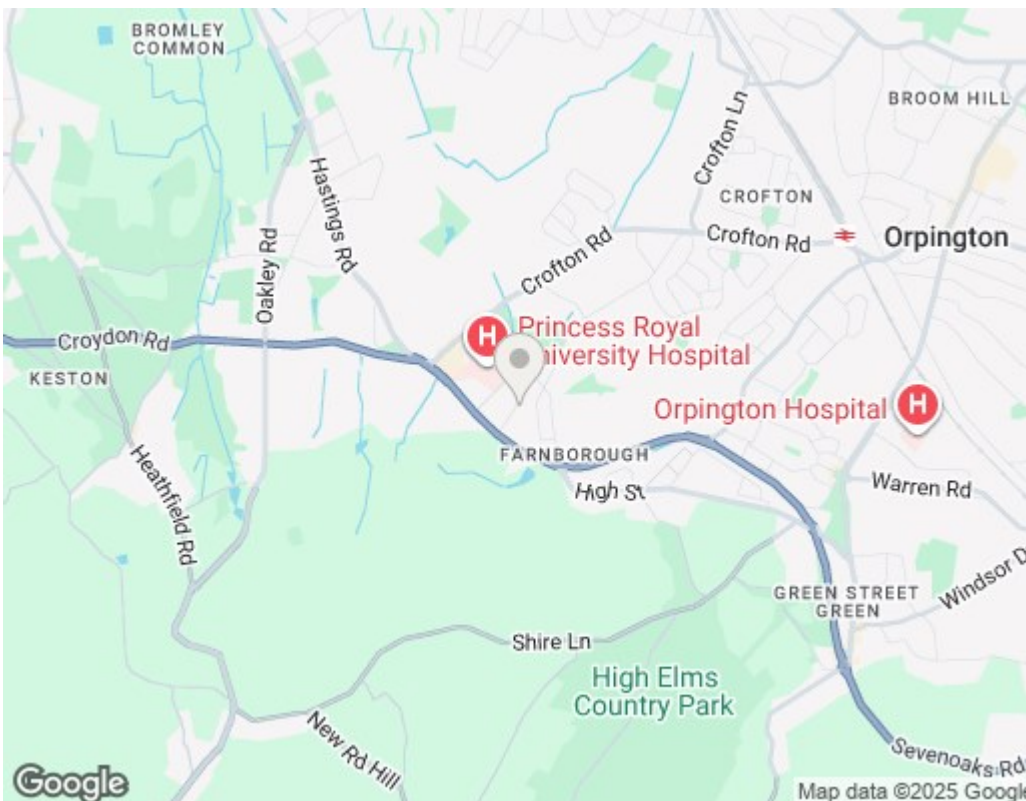 BROMLEY
COMMON
BROOM HILL
Crofton Ln
Hastings Rd
CROFTON
Oakley Rd
Crofton Rd
Crofton Rd
Orpington
H Princess Royal
niversity Hospital
Croydon Rd
KESTON
Orpington Hospital H
FARNBOROUGH
Heathfield Rd
High St
Warren Rd
Windsor D
GREEN STREET
GREEN
Shire Ln
High Elms
Country Park
New Rd Hill
Sevenoaks Rd
Google
Map data ©2025 Google